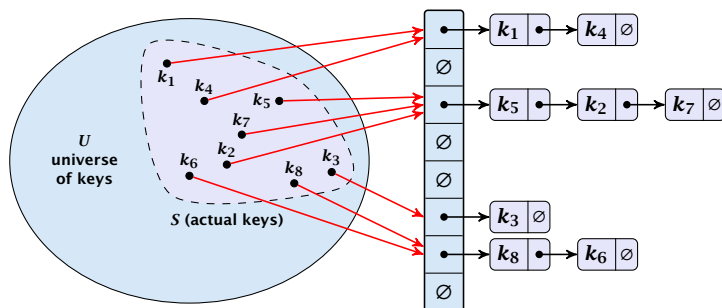 k₁ k₄ ∅
k₁
∅
k₄
k₅
k₅ k₂ k₇ ∅
k₇
∅
U
universe
of keys
k₂
k₆
k₈
k₃
∅
S (actual keys)
k₃ ∅
k₈ k₆ ∅
∅